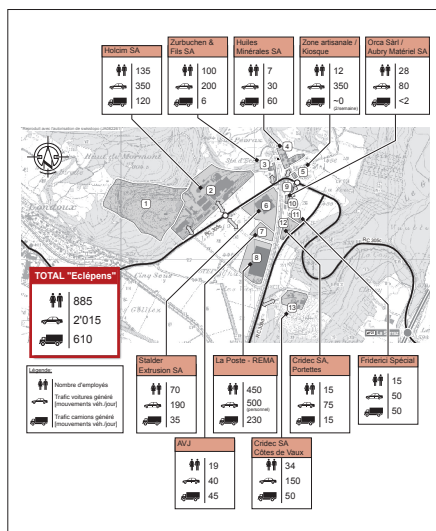 Holcim SA
135
350
120
Zurbuchen &
Fils SA
100
200
6
Huiles
Minérales SA
7
30
60
Zone artisanale /
Kiosque
12
350
~0
Orca Sàrl /
Aubry Matériel SA
28
80
<2
1
2
3
4
5
6
7
8
9
10
11
12
13
TOTAL "Eclépens"
885
2'015
610
Légende:
Nombre d'employés
Trafic voitures généré
[mouvements véh./jour)
Trafic camions généré
[mouvements véh./jour]
Stalder
Extrusion SA
70
190
35
La Poste - REMA
450
500
(personnel)
230
Cridec SA,
Portettes
15
75
15
Friderici Spécial
15
50
50
AVJ
19
40
45
Cridec SA
Côtes de Vaux
34
150
50